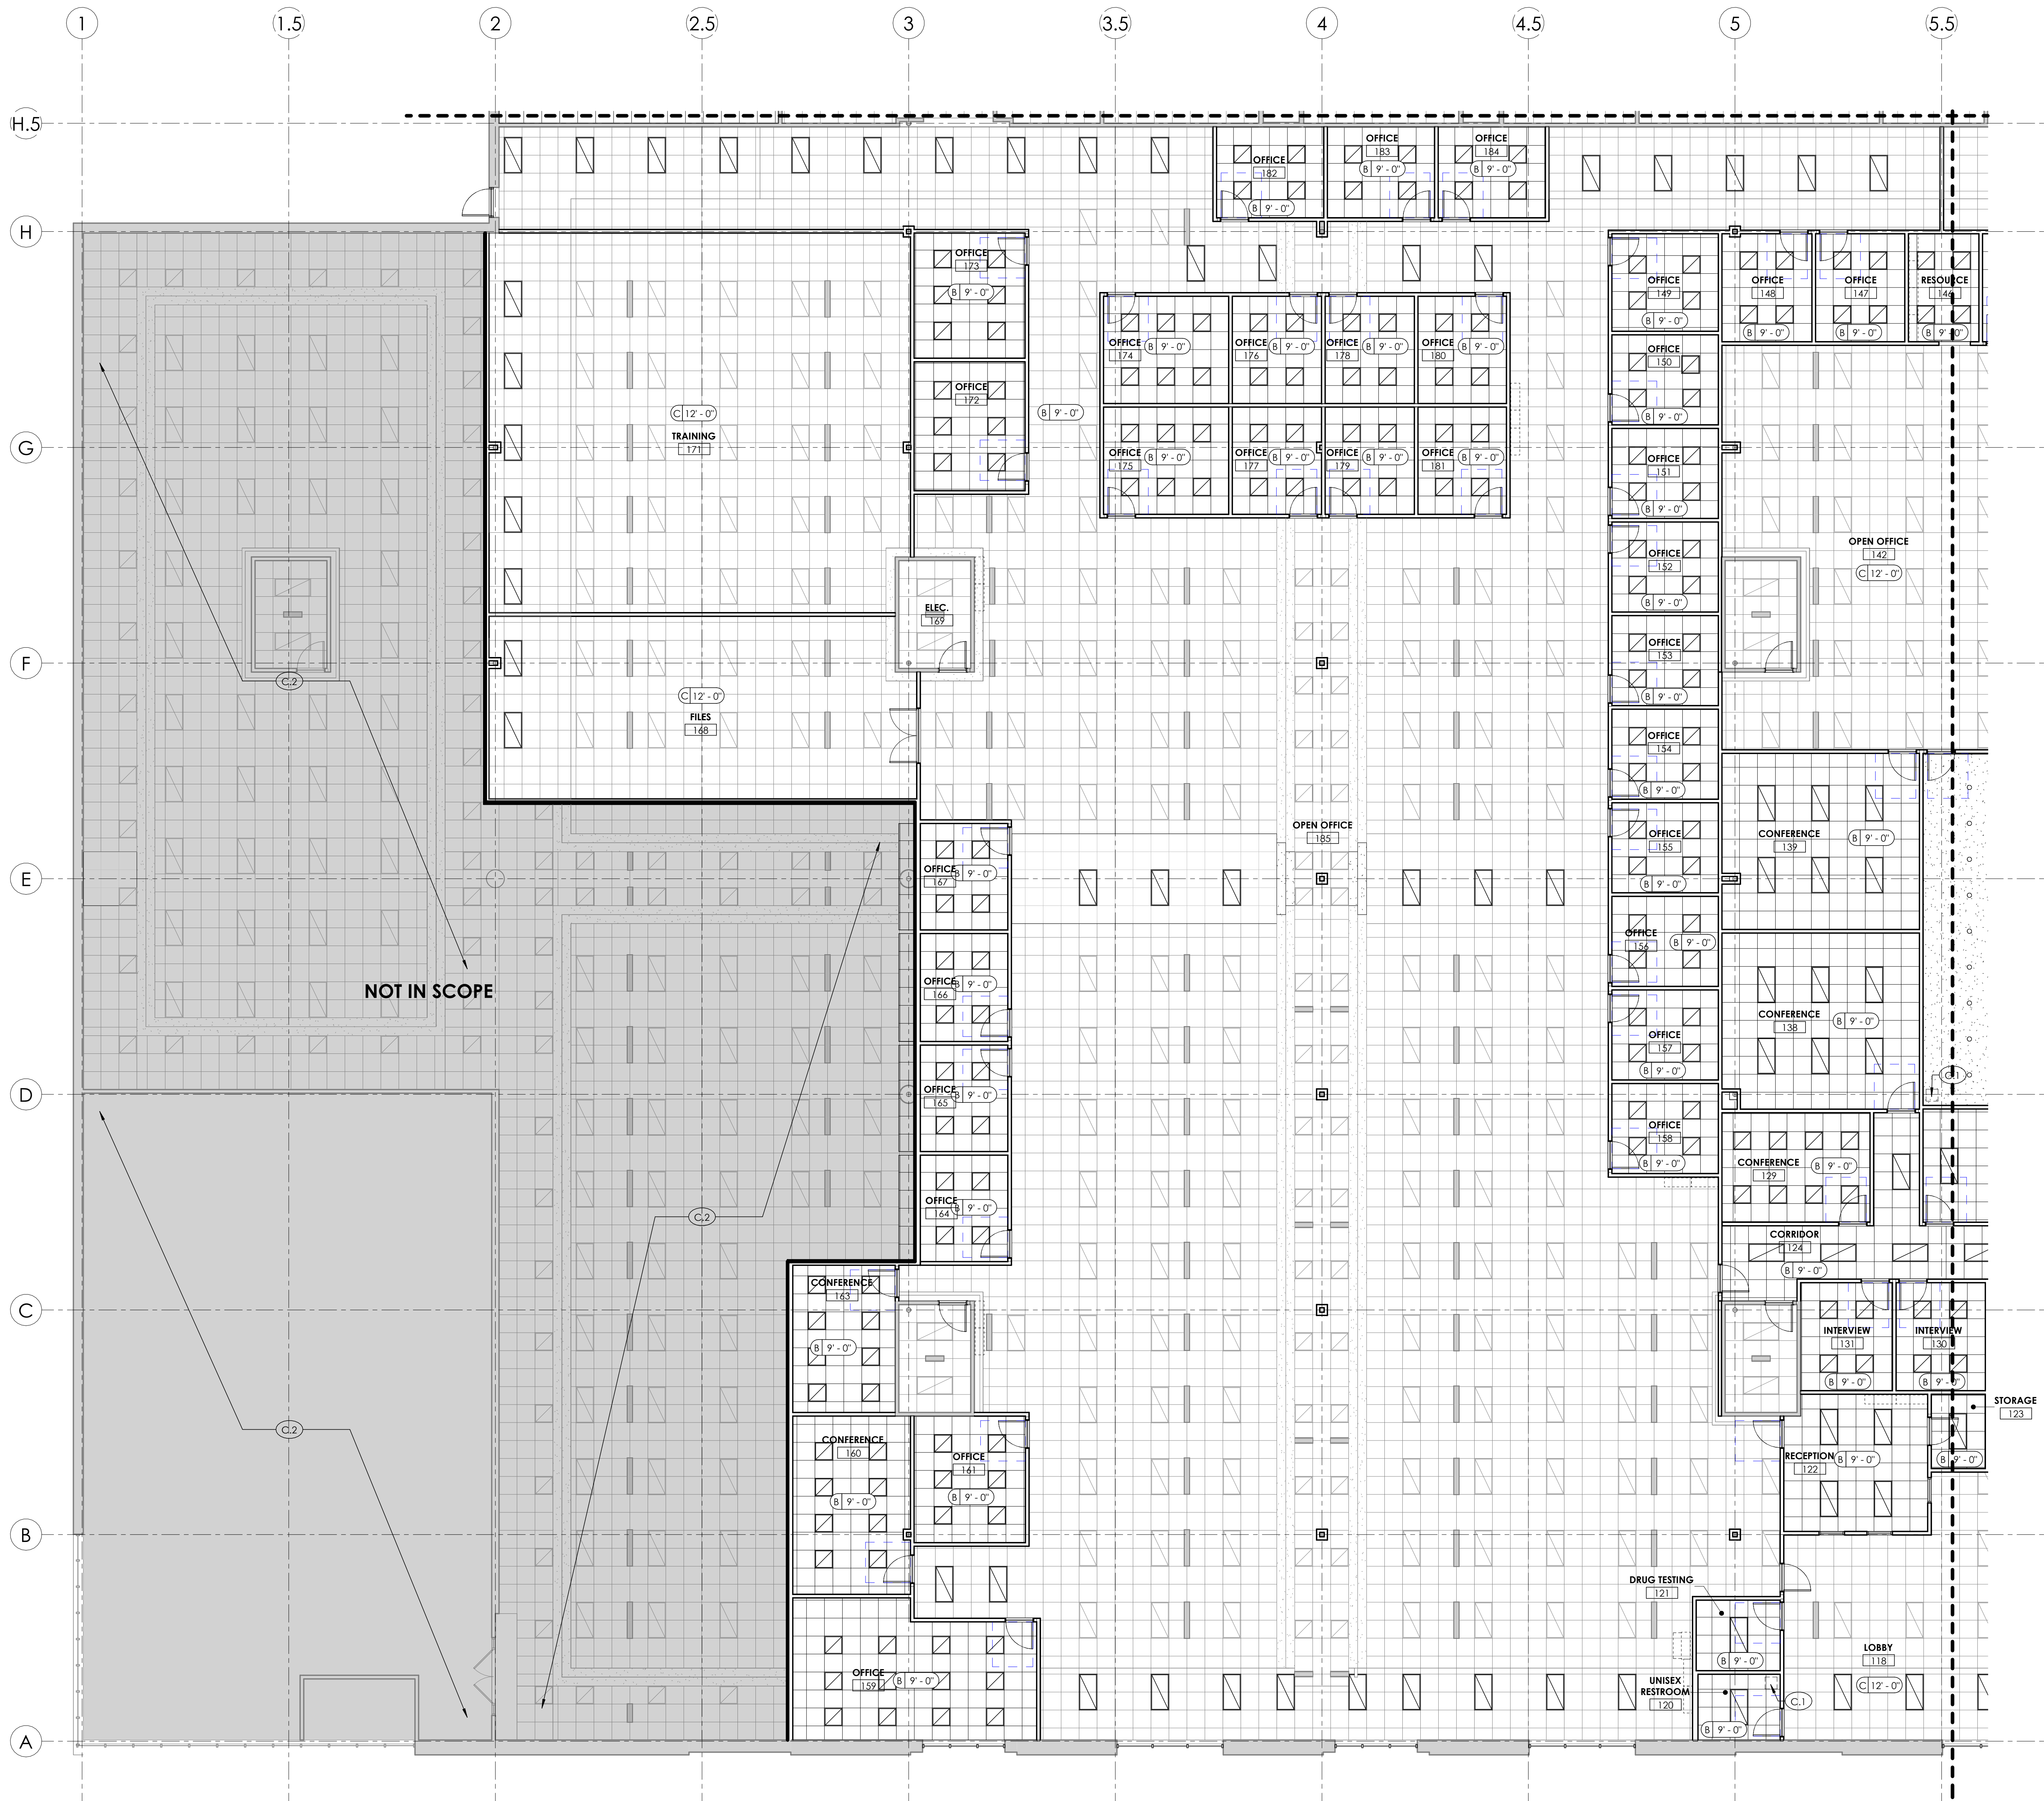 1
1.5
2
2.5
3
3.5
4
4.5
5
5.5
H.5
OFFICE
182
B 9' - 0"
OFFICE
183
B 9' - 0"
OFFICE
184
B 9' - 0"
H
OFFICE
173
B 9' - 0"
OFFICE
149
B 9' - 0"
OFFICE
148
B 9' - 0"
OFFICE
147
B 9' - 0"
RESOURCE
146
B 9' - 0"
OFFICE
174
B 9' - 0"
OFFICE
176
B 9' - 0"
OFFICE
178
B 9' - 0"
OFFICE
180
B 9' - 0"
OFFICE
150
B 9' - 0"
OFFICE
172
B 9' - 0"
C 12' - 0"
TRAINING
171
G
OFFICE
175
B 9' - 0"
OFFICE
177
B 9' - 0"
OFFICE
179
B 9' - 0"
OFFICE
181
B 9' - 0"
OFFICE
151
B 9' - 0"
OPEN OFFICE
142
C 12' - 0"
OFFICE
152
B 9' - 0"
ELEC.
169
OFFICE
153
B 9' - 0"
F
C.2
C 12' - 0"
FILES
168
OFFICE
154
B 9' - 0"
OPEN OFFICE
185
OFFICE
155
B 9' - 0"
CONFERENCE
139
B 9' - 0"
E
OFFICE
167
B 9' - 0"
OFFICE
156
B 9' - 0"
NOT IN SCOPE
OFFICE
166
B 9' - 0"
OFFICE
157
B 9' - 0"
CONFERENCE
138
B 9' - 0"
C.1
D
OFFICE
165
B 9' - 0"
OFFICE
158
B 9' - 0"
CONFERENCE
129
B 9' - 0"
OFFICE
164
B 9' - 0"
C.2
CORRIDOR
124
B 9' - 0"
CONFERENCE
163
B 9' - 0"
C
INTERVIEW
131
B 9' - 0"
INTERVIEW
130
B 9' - 0"
STORAGE
123
B 9' - 0"
C.2
CONFERENCE
160
B 9' - 0"
OFFICE
161
B 9' - 0"
RECEPTION
122
B 9' - 0"
B
DRUG TESTING
121
B 9' - 0"
OFFICE
159
B 9' - 0"
UNISEX
RESTROOM
120
B 9' - 0"
C.1
LOBBY
118
C 12' - 0"
A